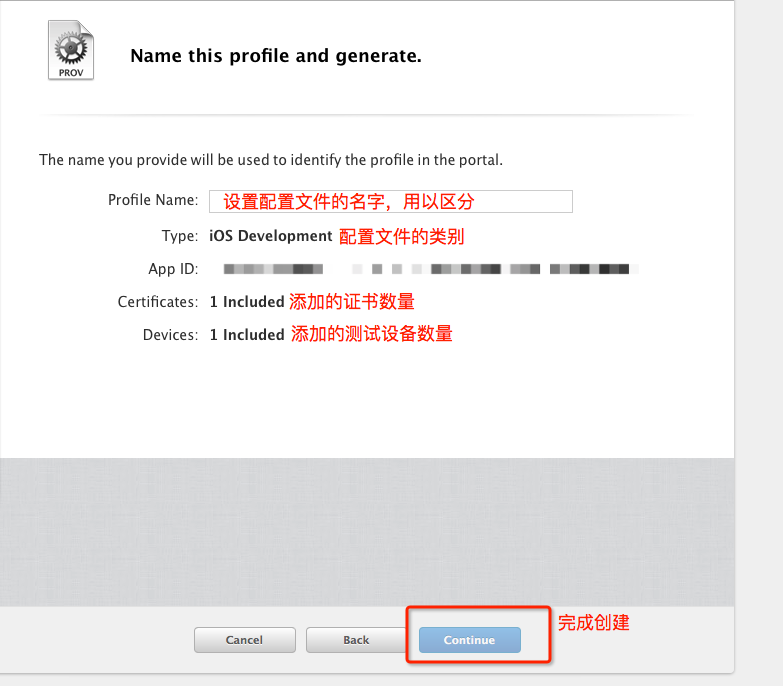 PROV
Name this profile and generate.
The name you provide will be used to identify the profile in the portal.
Profile Name: 设置配置文件的名字，用以区分
Type: iOS Development 配置文件的类别
App ID:
Certificates: 1 Included 添加的证书数量
Devices: 1 Included 添加的测试设备数量
Cancel Back Continue 完成创建